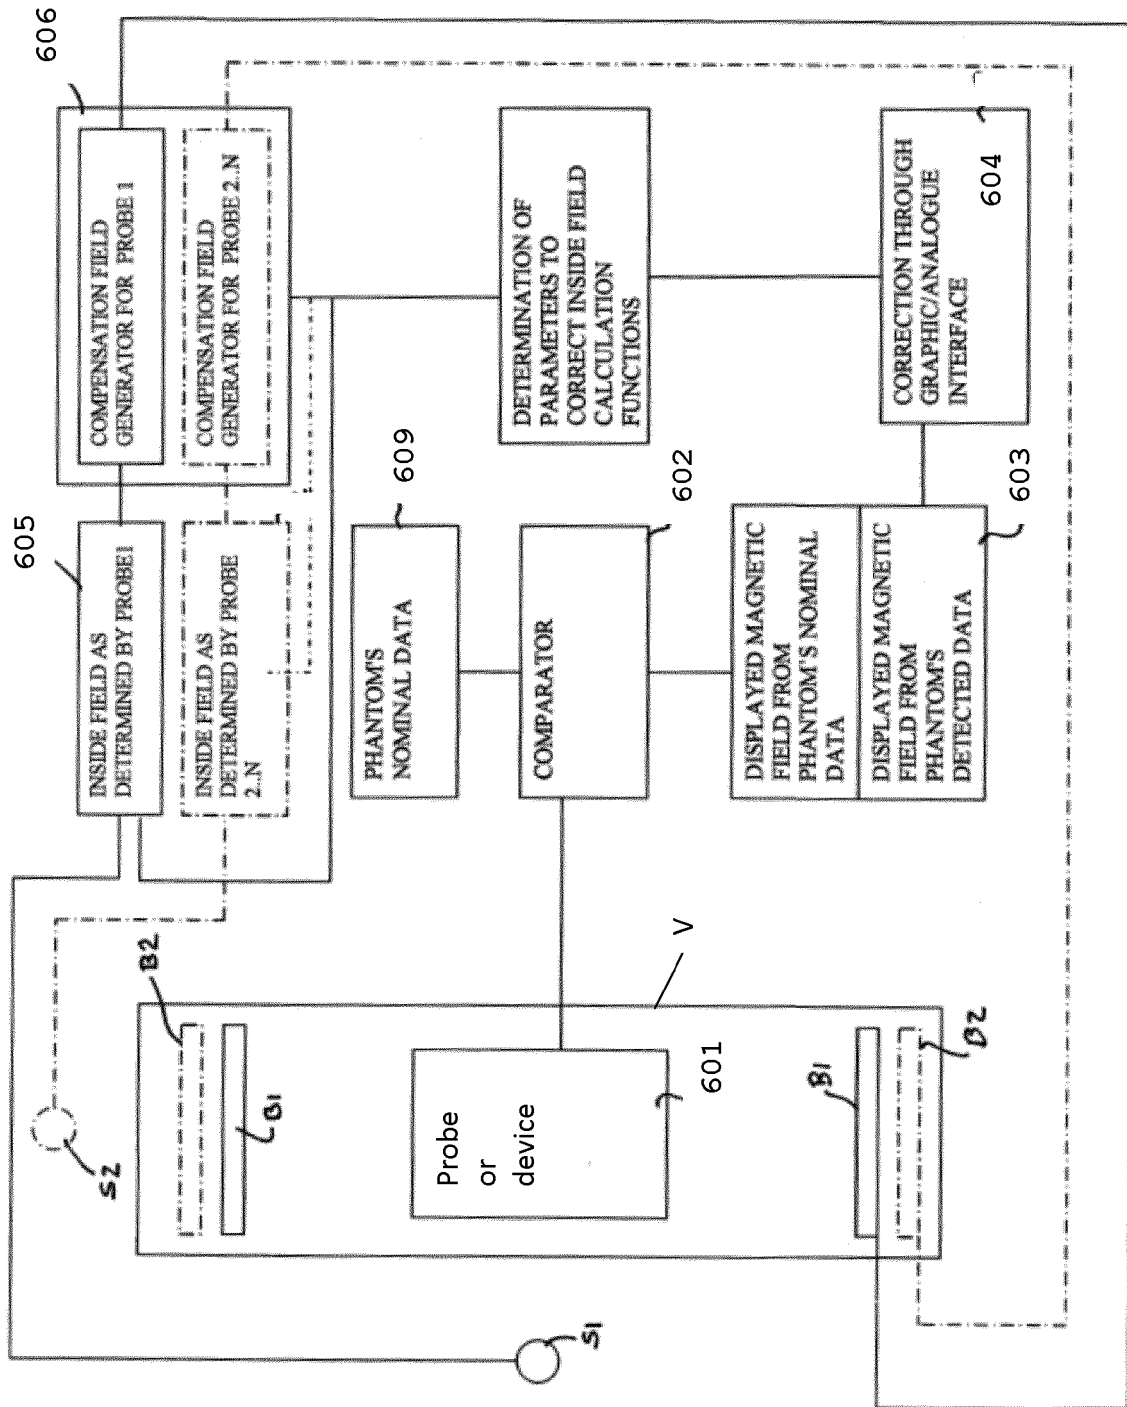 606
COMPENSATION FIELD
GENERATOR FOR PROBE 1
COMPENSATION FIELD
GENERATOR FOR PROBE 2..N
605
INSIDE FIELD AS
DETERMINED BY PROBE1
INSIDE FIELD AS
DETERMINED BY PROBE
2..N
DETERMINATION OF
PARAMETERS TO
CORRECT INSIDE FIELD
CALCULATION
FUNCTIONS
604
CORRECTION THROUGH
GRAPHIC/ANALOGUE
INTERFACE
609
PHANTOM'S
NOMINAL DATA
602
COMPARATOR
603
DISPLAYED MAGNETIC
FIELD FROM
PHANTOM'S NOMINAL
DATA
DISPLAYED MAGNETIC
FIELD FROM
PHANTOM'S
DETECTED DATA
V
B2
B1
S2
Probe
or
device
601
B1
B2
S1